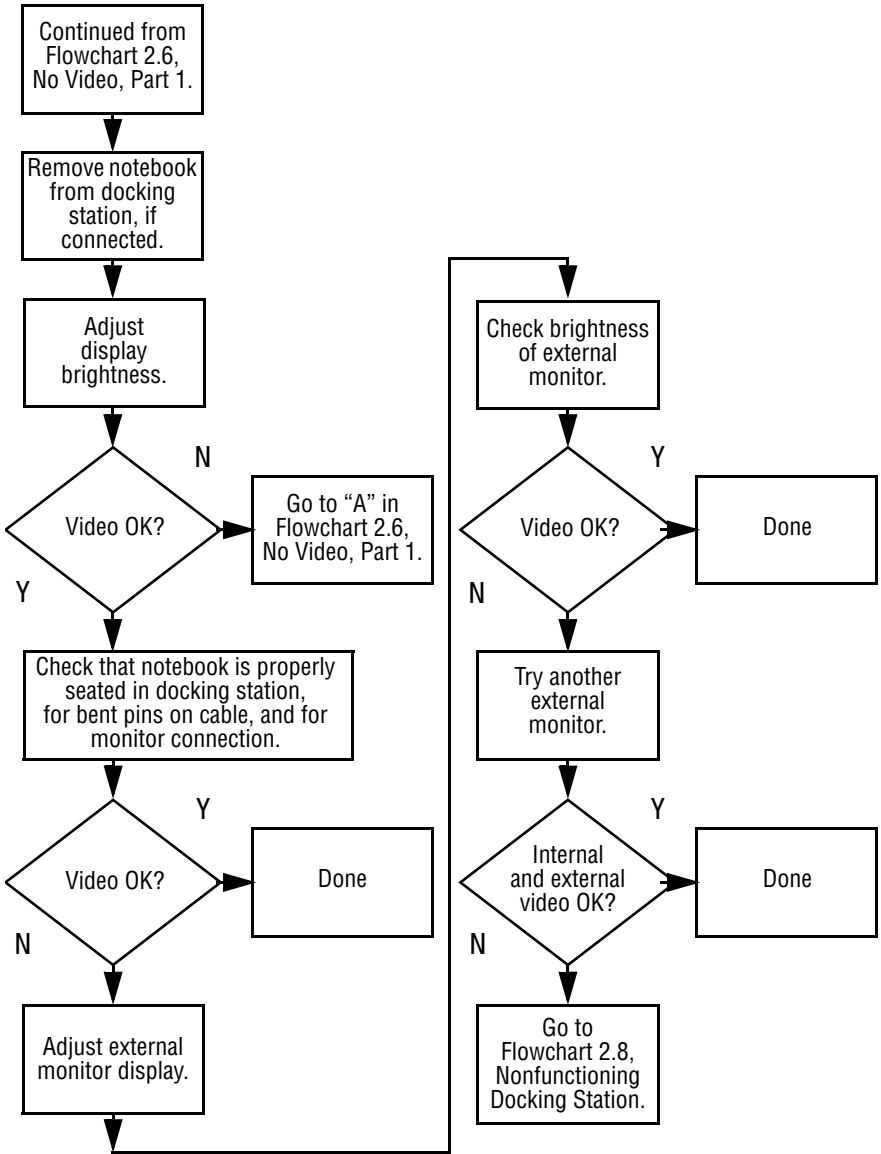 Continued from
Flowchart 2.6,
No Video, Part 1.
Remove notebook
from docking
station, if
connected.
Adjust
display
brightness.
Video OK?
N
Go to “A” in
Flowchart 2.6,
No Video, Part 1.
Y
Check that notebook is properly
seated in docking station,
for bent pins on cable, and for
monitor connection.
Video OK?
Y
Done
N
Adjust external
monitor display.
Check brightness
of external
monitor.
Video OK?
Y
Done
N
Try another
external
monitor.
Internal
and external
video OK?
Y
Done
N
Go to
Flowchart 2.8,
Nonfunctioning
Docking Station.